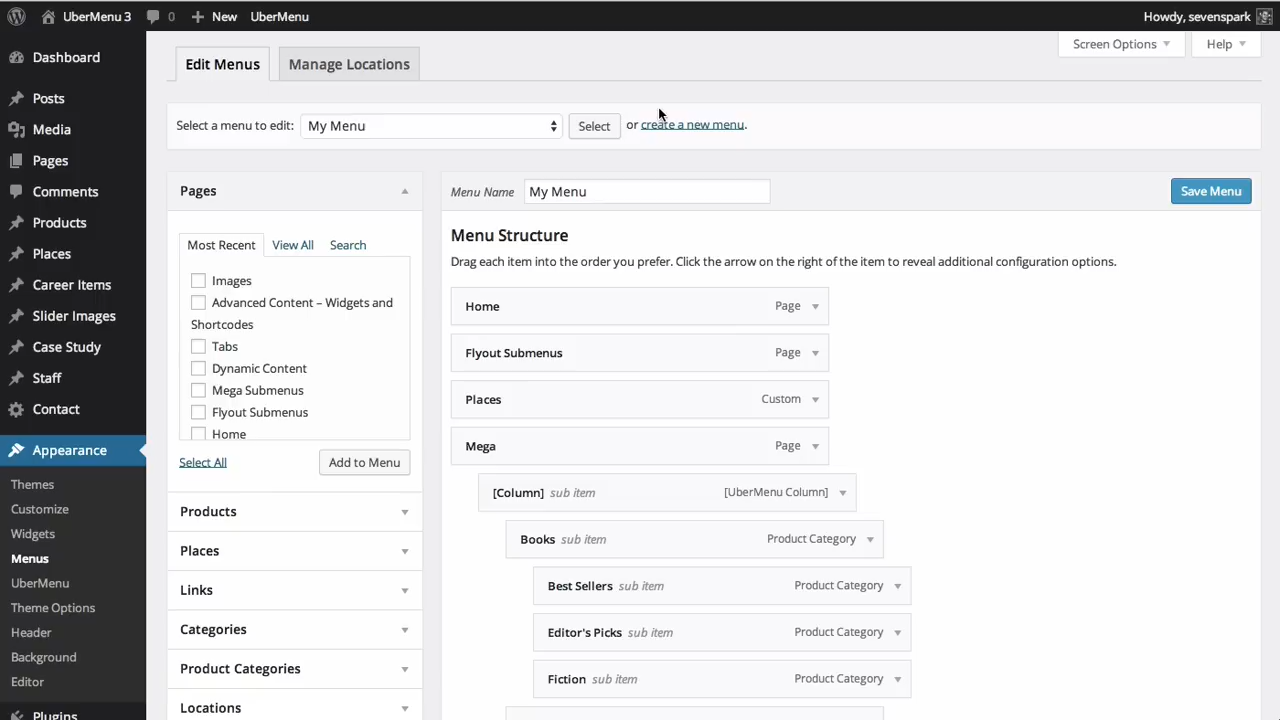 UberMenu 3 0 New UberMenu Howdy, sevenspark
Screen Options Help
Dashboard
Posts
Media
Pages
Comments
Products
Places
Career Items
Slider Images
Case Study
Staff
Contact
Appearance
Themes
Customize
Widgets
Menus
UberMenu
Theme Options
Header
Background
Editor
Plugins
Edit Menus Manage Locations
Select a menu to edit: My Menu Select or create a new menu.
Pages
Most Recent View All Search
Images
Advanced Content – Widgets and
Shortcodes
Tabs
Dynamic Content
Mega Submenus
Flyout Submenus
Home
Select All Add to Menu
Products
Places
Links
Categories
Product Categories
Locations
Menu Name My Menu Save Menu
Menu Structure
Drag each item into the order you prefer. Click the arrow on the right of the item to reveal additional configuration options.
Home Page
Flyout Submenus Page
Places Custom
Mega Page
[Column] sub item [UberMenu Column]
Books sub item Product Category
Best Sellers sub item Product Category
Editor's Picks sub item Product Category
Fiction sub item Product Category